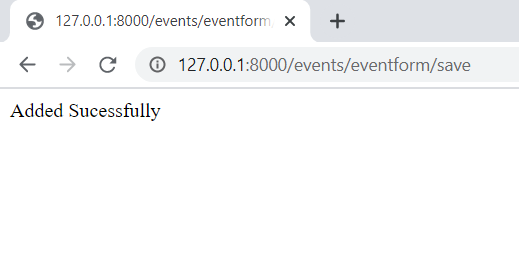 127.0.0.1:8000/events/eventform
127.0.0.1:8000/events/eventform/save
Added Sucessfully